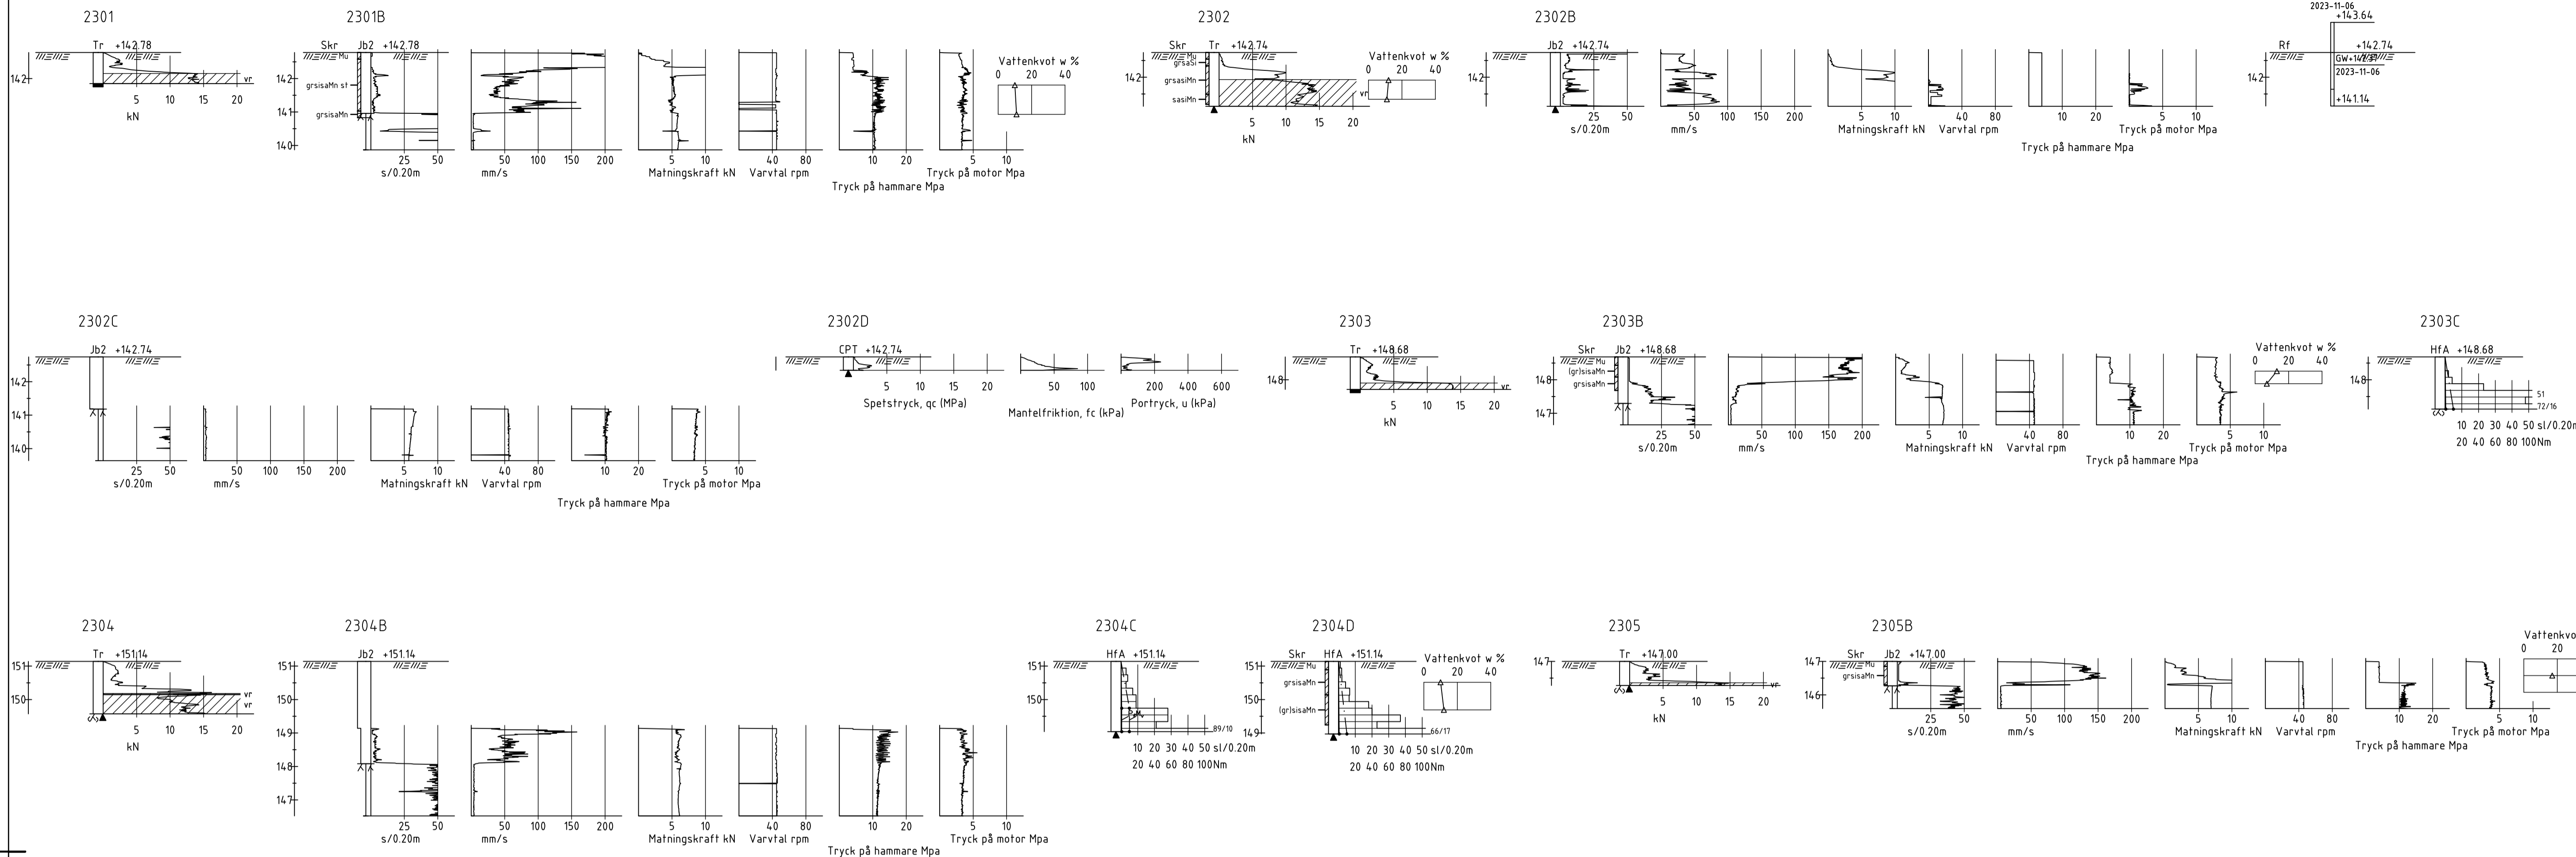 2301
Tr +142.78
142
5 10 15 20
kN
vr
2301B
Skr Jb2 +142.78
Mu
142
grsisaMn st
141
grsisaMn
140
25 50
s/0.20m
50 100 150 200
mm/s
5 10
Matningskraft kN
40 80
Varvtal rpm
10 20
Tryck på hammare Mpa
5 10
Tryck på motor Mpa
Vattenkvot w %
0 20 40
2302
Skr Tr +142.74
Mu
grsaSi
142
grsasiMn
sasiMn
vr
5 10 15 20
kN
Vattenkvot w %
0 20 40
2302B
Jb2 +142.74
142
25 50
s/0.20m
50 100 150 200
mm/s
5 10
Matningskraft kN
40 80
Varvtal rpm
10 20
Tryck på hammare Mpa
5 10
Tryck på motor Mpa
2023-11-06
+143.64
Rf +142.74
142
2023-11-06
+141.14
2302C
Jb2 +142.74
142
141
140
25 50
s/0.20m
50 100 150 200
mm/s
5 10
Matningskraft kN
40 80
Varvtal rpm
10 20
Tryck på hammare Mpa
5 10
Tryck på motor Mpa
2302D
CPT +142.74
5 10 15 20
Spetstryck, qc (MPa)
50 100
Mantelfriktion, fc (kPa)
200 400 600
Portryck, u (kPa)
2303
Tr +148.68
148
vr
5 10 15 20
kN
2303B
Skr Jb2 +148.68
Mu
(gr)sisaMn
148
grsisaMn
147
25 50
s/0.20m
50 100 150 200
mm/s
5 10
Matningskraft kN
40 80
Varvtal rpm
10 20
Tryck på hammare Mpa
5 10
Tryck på motor Mpa
Vattenkvot w %
0 20 40
2303C
HfA +148.68
148
51
72/16
10 20 30 40 50 sl/0.20m
20 40 60 80 100Nm
2304
Tr +151.14
151
150
vr
vr
5 10 15 20
kN
2304B
Jb2 +151.14
151
150
149
148
147
25 50
s/0.20m
50 100 150 200
mm/s
5 10
Matningskraft kN
40 80
Varvtal rpm
10 20
Tryck på hammare Mpa
5 10
Tryck på motor Mpa
2304C
HfA +151.14
151
150
89/10
10 20 30 40 50 sl/0.20m
20 40 60 80 100Nm
2304D
Skr HfA +151.14
151
Mu
grsisaMn
150
(gr)sisaMn
149
66/17
10 20 30 40 50 sl/0.20m
20 40 60 80 100Nm
Vattenkvot w %
0 20 40
2305
Tr +147.00
147
vr
5 10 15 20
kN
2305B
Skr Jb2 +147.00
147
Mu
grsisaMn
146
25 50
s/0.20m
50 100 150 200
mm/s
5 10
Matningskraft kN
40 80
Varvtal rpm
10 20
Tryck på hammare Mpa
5 10
Tryck på motor Mpa
Vattenkvo
0 20